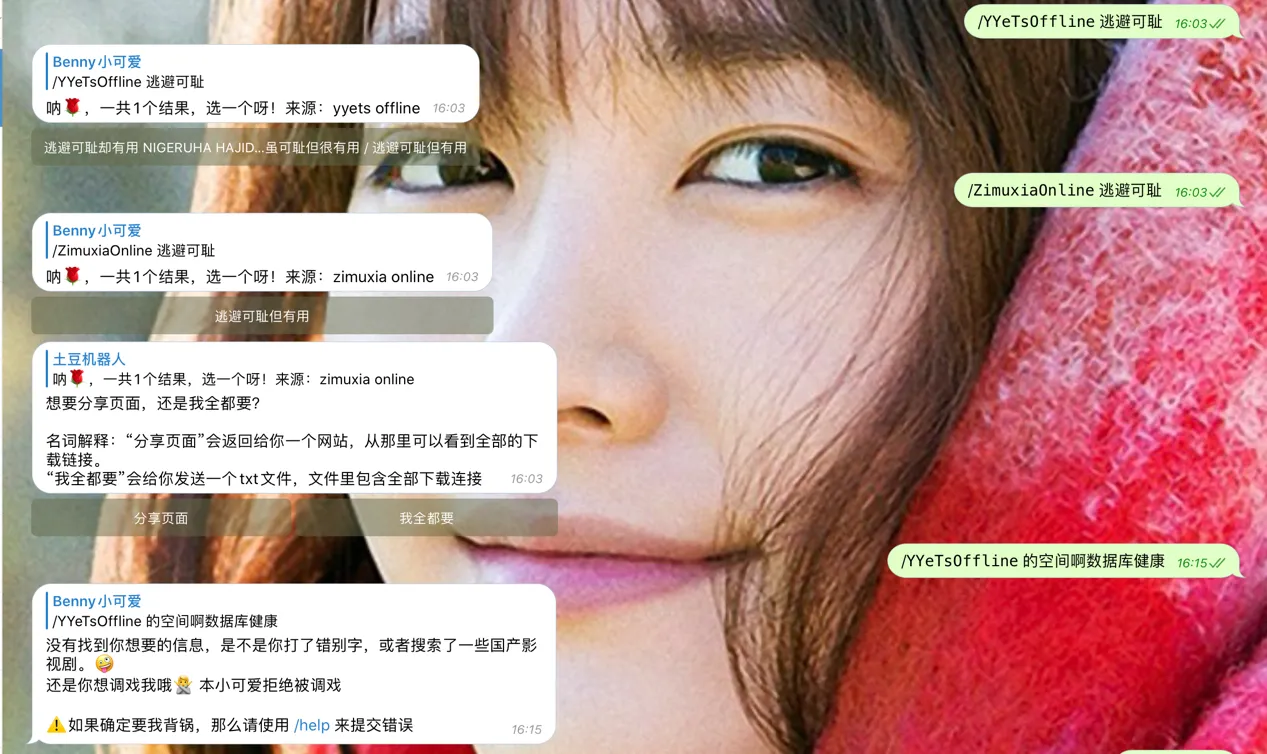 /YYeTsOffline 逃避可耻 16:03
Benny小可爱
/YYeTsOffline 逃避可耻
呐🌹，一共1个结果，选一个呀！来源：yyets offline 16:03
逃避可耻却有用 NIGERUHA HAJID...虽可耻但很有用 / 逃避可耻但有用
/ZimuxiaOnline 逃避可耻 16:03
Benny小可爱
/ZimuxiaOnline 逃避可耻
呐🌹，一共1个结果，选一个呀！来源：zimuxia online 16:03
逃避可耻但有用
土豆机器人
呐🌹，一共1个结果，选一个呀！来源：zimuxia online
想要分享页面，还是我全都要？
名词解释：“分享页面”会返回给你一个网站，从那里可以看到全部的下
载链接。
“我全都要”会给你发送一个txt文件，文件里包含全部下载连接 16:03
分享页面 我全都要
/YYeTsOffline 的空间啊数据库健康 16:15
Benny小可爱
/YYeTsOffline 的空间啊数据库健康
没有找到你想要的信息，是不是你打了错别字，或者搜索了一些国产影
视剧。🤪
还是你想调戏我哦🙅 本小可爱拒绝被调戏
⚠️如果确定要我背锅，那么请使用 /help 来提交错误 16:15